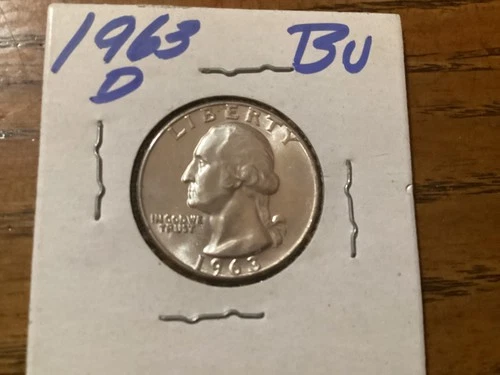 1963 BU
D
LIBERTY
IN GOD WE
TRUST
1963